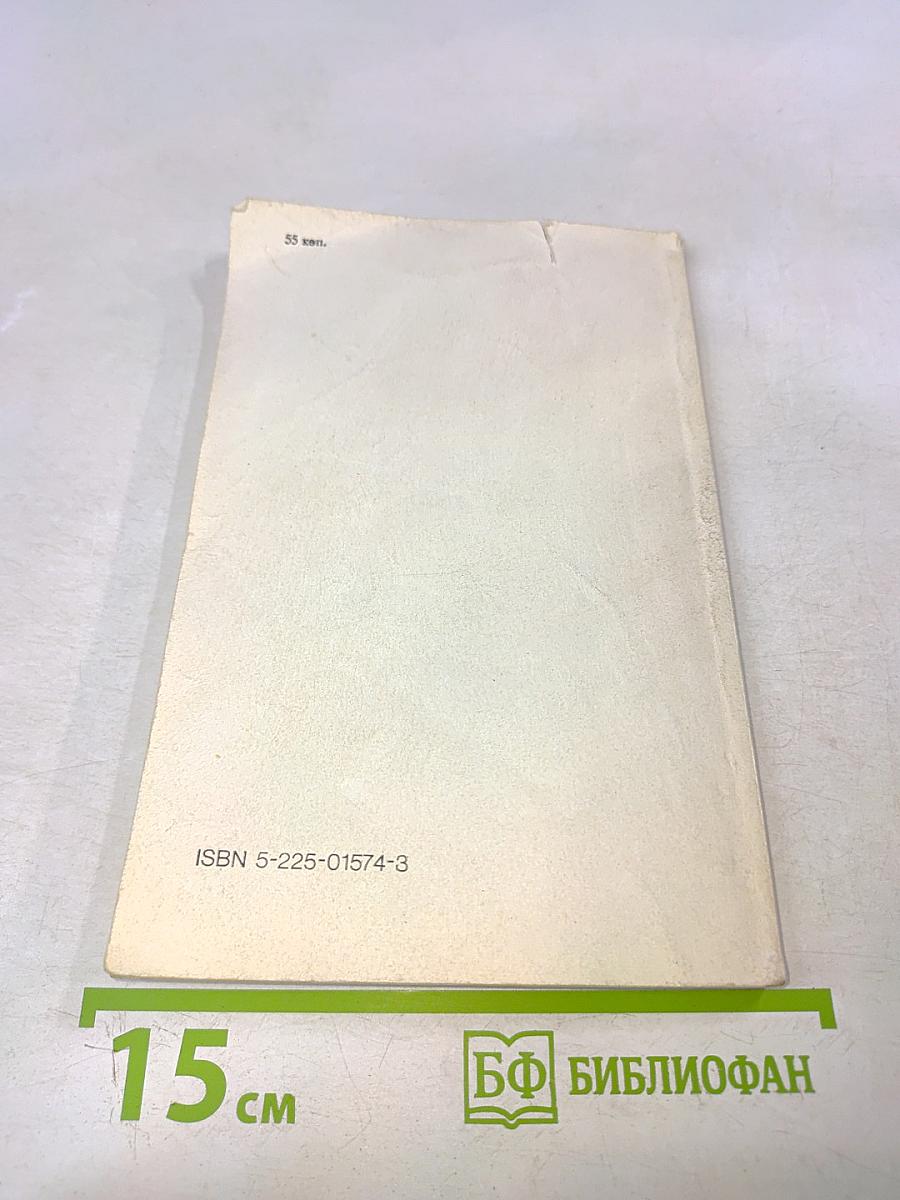 55 коп.
ISBN 5-225-01574-3
15 см
БФ БИБЛИОФАН